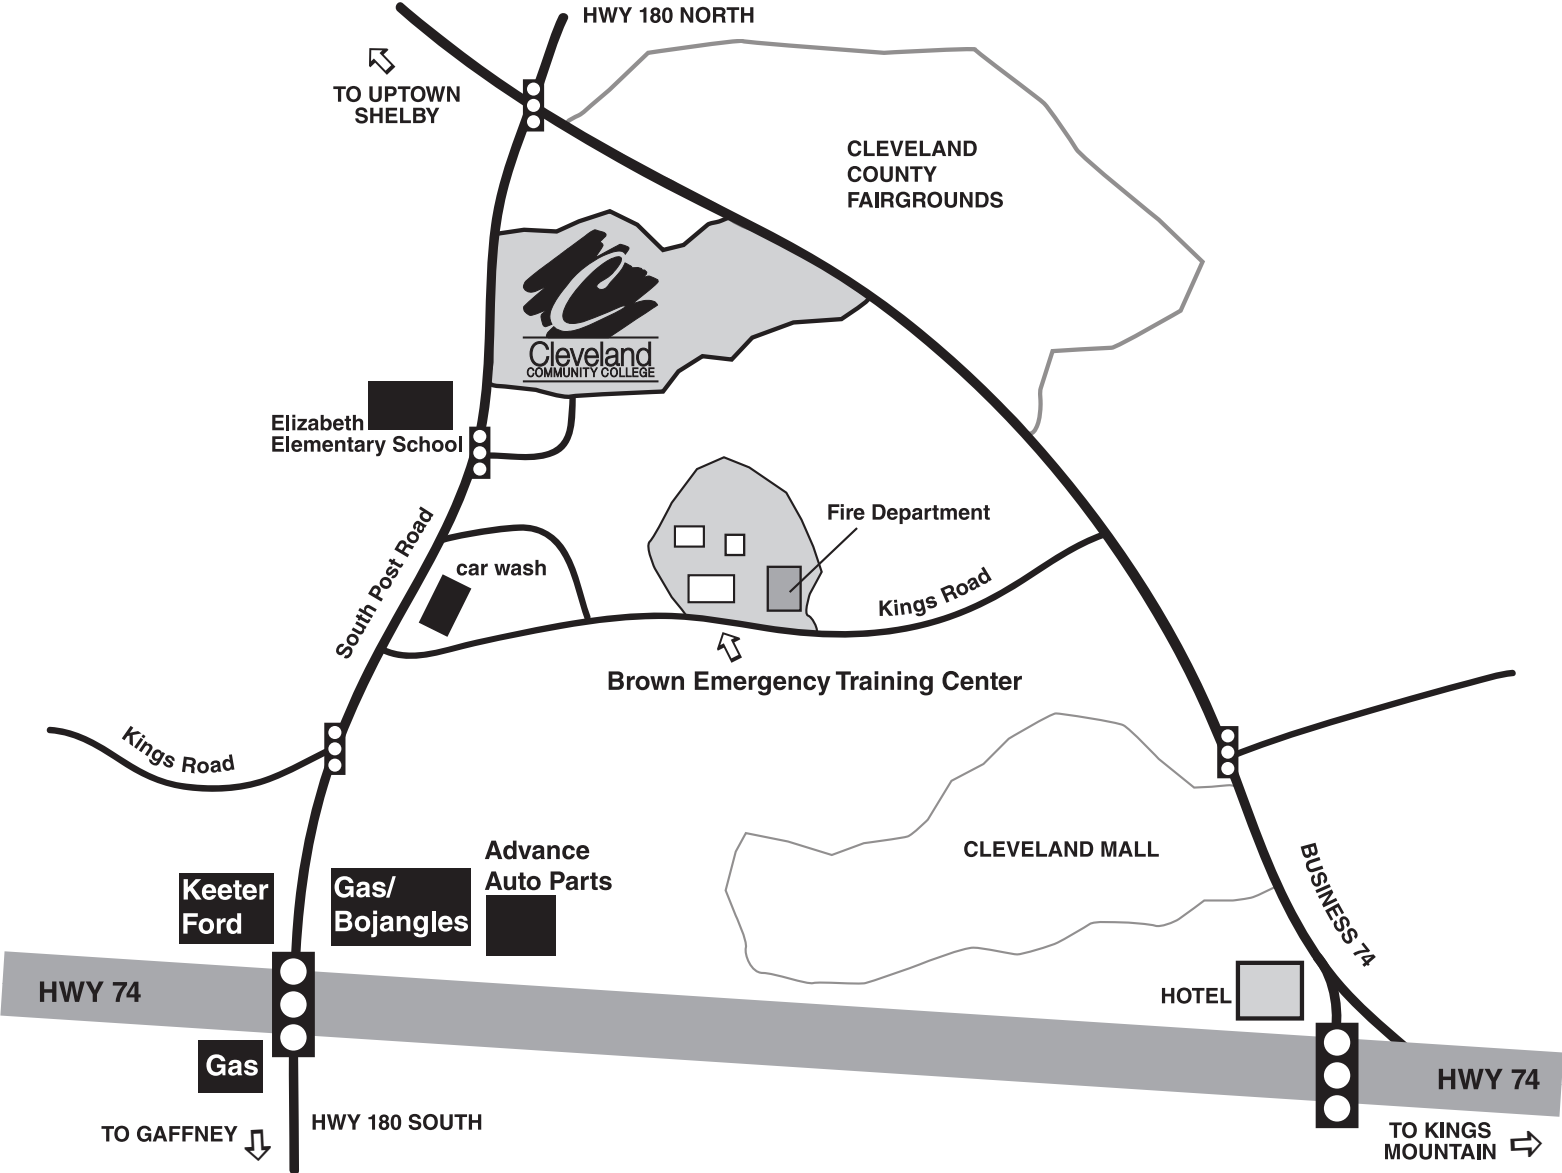 HWY 180 NORTH
TO UPTOWN
SHELBY
CLEVELAND
COUNTY
FAIRGROUNDS
Cleveland
COMMUNITY COLLEGE
Elizabeth
Elementary School
South Post Road
car wash
Fire Department
Kings Road
Brown Emergency Training Center
Kings Road
CLEVELAND MALL
BUSINESS 74
Advance
Auto Parts
Keeter
Ford
Gas/
Bojangles
HWY 74
HOTEL
Gas
HWY 74
HWY 180 SOUTH
TO GAFFNEY
TO KINGS
MOUNTAIN